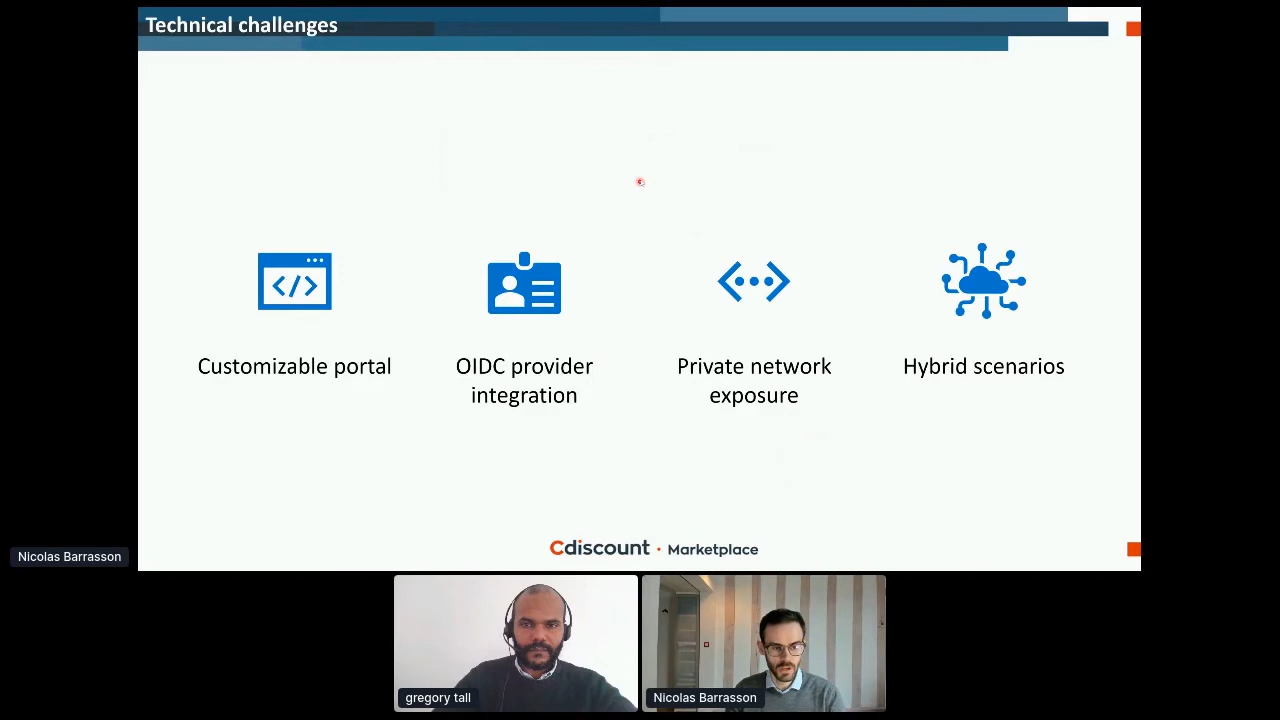 Technical challenges
Customizable portal
OIDC provider
integration
Private network
exposure
Hybrid scenarios
Cdiscount · Marketplace
Nicolas Barrasson
gregory tall
Nicolas Barrasson